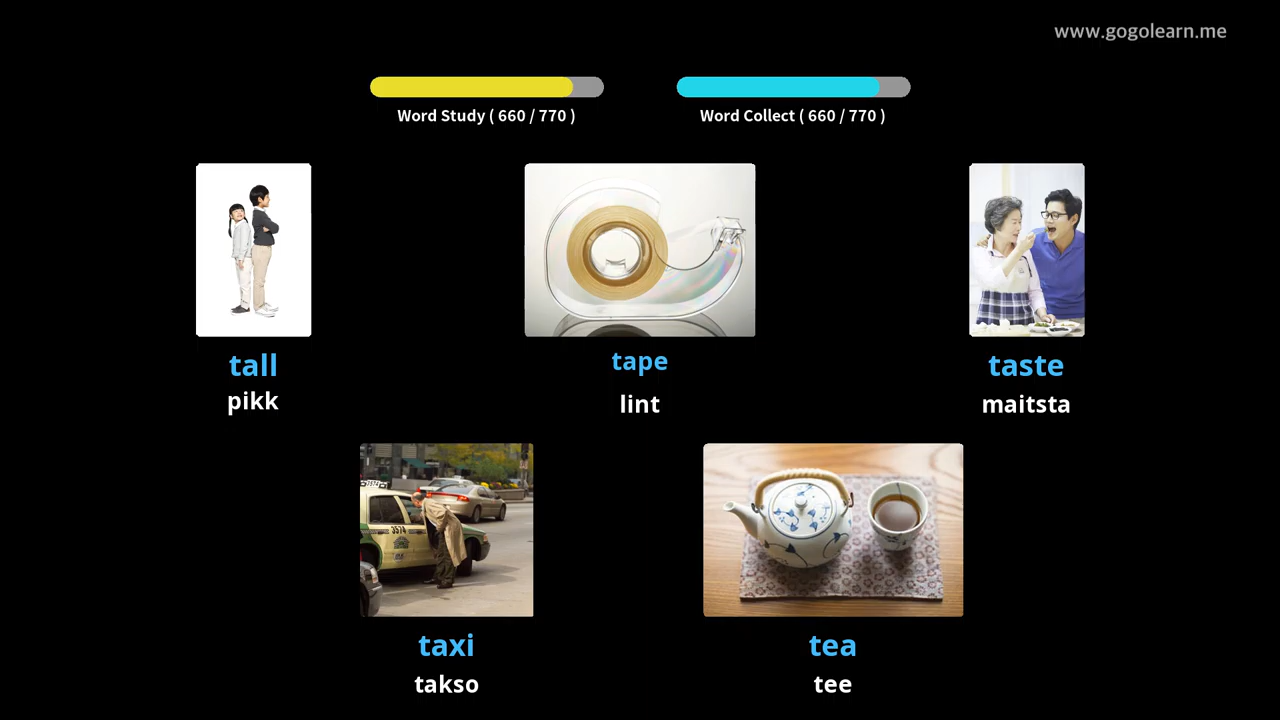 www.gogolearn.me
Word Study ( 660 / 770 )
Word Collect ( 660 / 770 )
tall
pikk
tape
lint
taste
maitsta
3574
taxi
takso
tea
tee